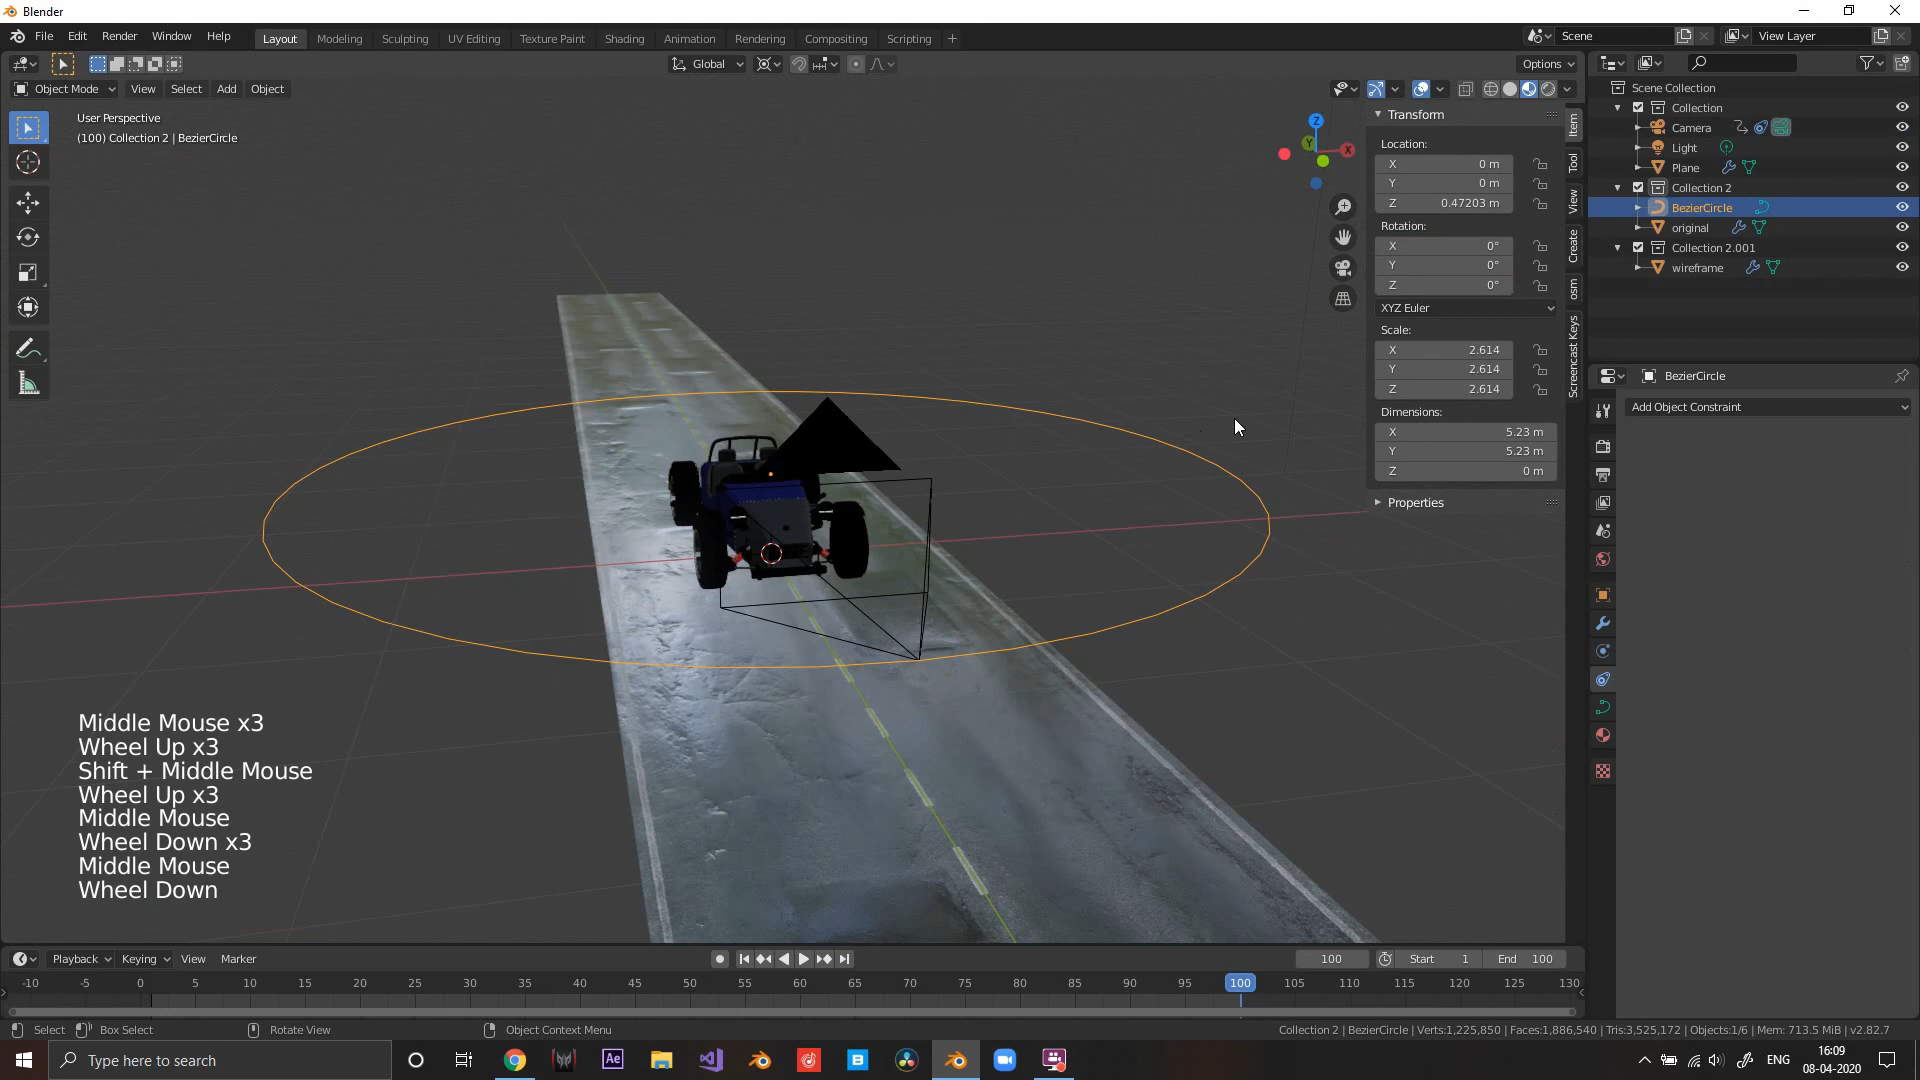 Blender
File Edit Render Window Help
Layout Modeling Sculpting UV Editing Texture Paint Shading Animation Rendering Compositing Scripting +
Scene
View Layer
Global
Options
Object Mode View Select Add Object
User Perspective
(100) Collection 2 | BezierCircle
Z
Y
X
Transform
Location:
X 0 m
Y 0 m
Z 0.47203 m
Rotation:
X 0°
Y 0°
Z 0°
XYZ Euler
Scale:
X 2.614
Y 2.614
Z 2.614
Dimensions:
X 5.23 m
Y 5.23 m
Z 0 m
Properties
Item
Tool
View
Create
osm
Screencast Keys
Scene Collection
Collection
Camera
Light
Plane
Collection 2
BezierCircle
original
Collection 2.001
wireframe
BezierCircle
Add Object Constraint
Middle Mouse x3
Wheel Up x3
Shift + Middle Mouse
Wheel Up x3
Middle Mouse
Wheel Down x3
Middle Mouse
Wheel Down
Playback Keying View Marker
100 Start 1 End 100
-10 -5 0 5 10 15 20 25 30 35 40 45 50 55 60 65 70 75 80 85 90 95 100 105 110 115 120 125 130
Select Box Select Rotate View Object Context Menu
Collection 2 | BezierCircle | Verts:1,225,850 | Faces:1,886,540 | Tris:3,525,172 | Objects:1/6 | Mem: 713.5 MiB | v2.82.7
Type here to search
Ae
ENG
16:09
08-04-2020